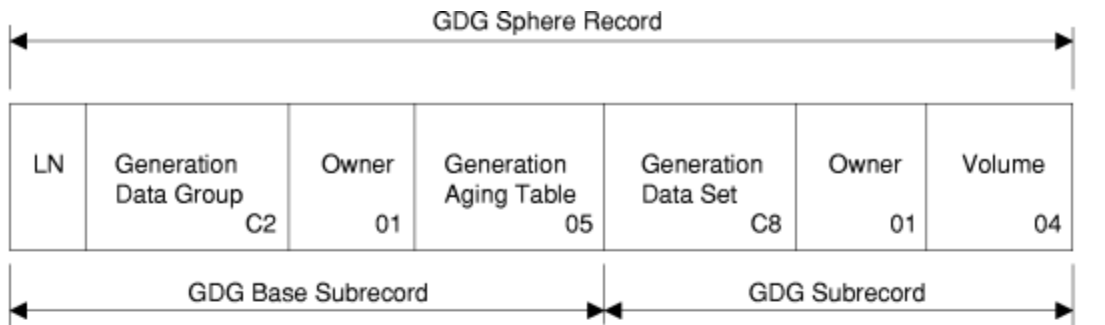 GDG Sphere Record
LN
Generation
Data Group
C2
Owner
01
Generation
Aging Table
05
Generation
Data Set
C8
Owner
01
Volume
04
GDG Base Subrecord
GDG Subrecord